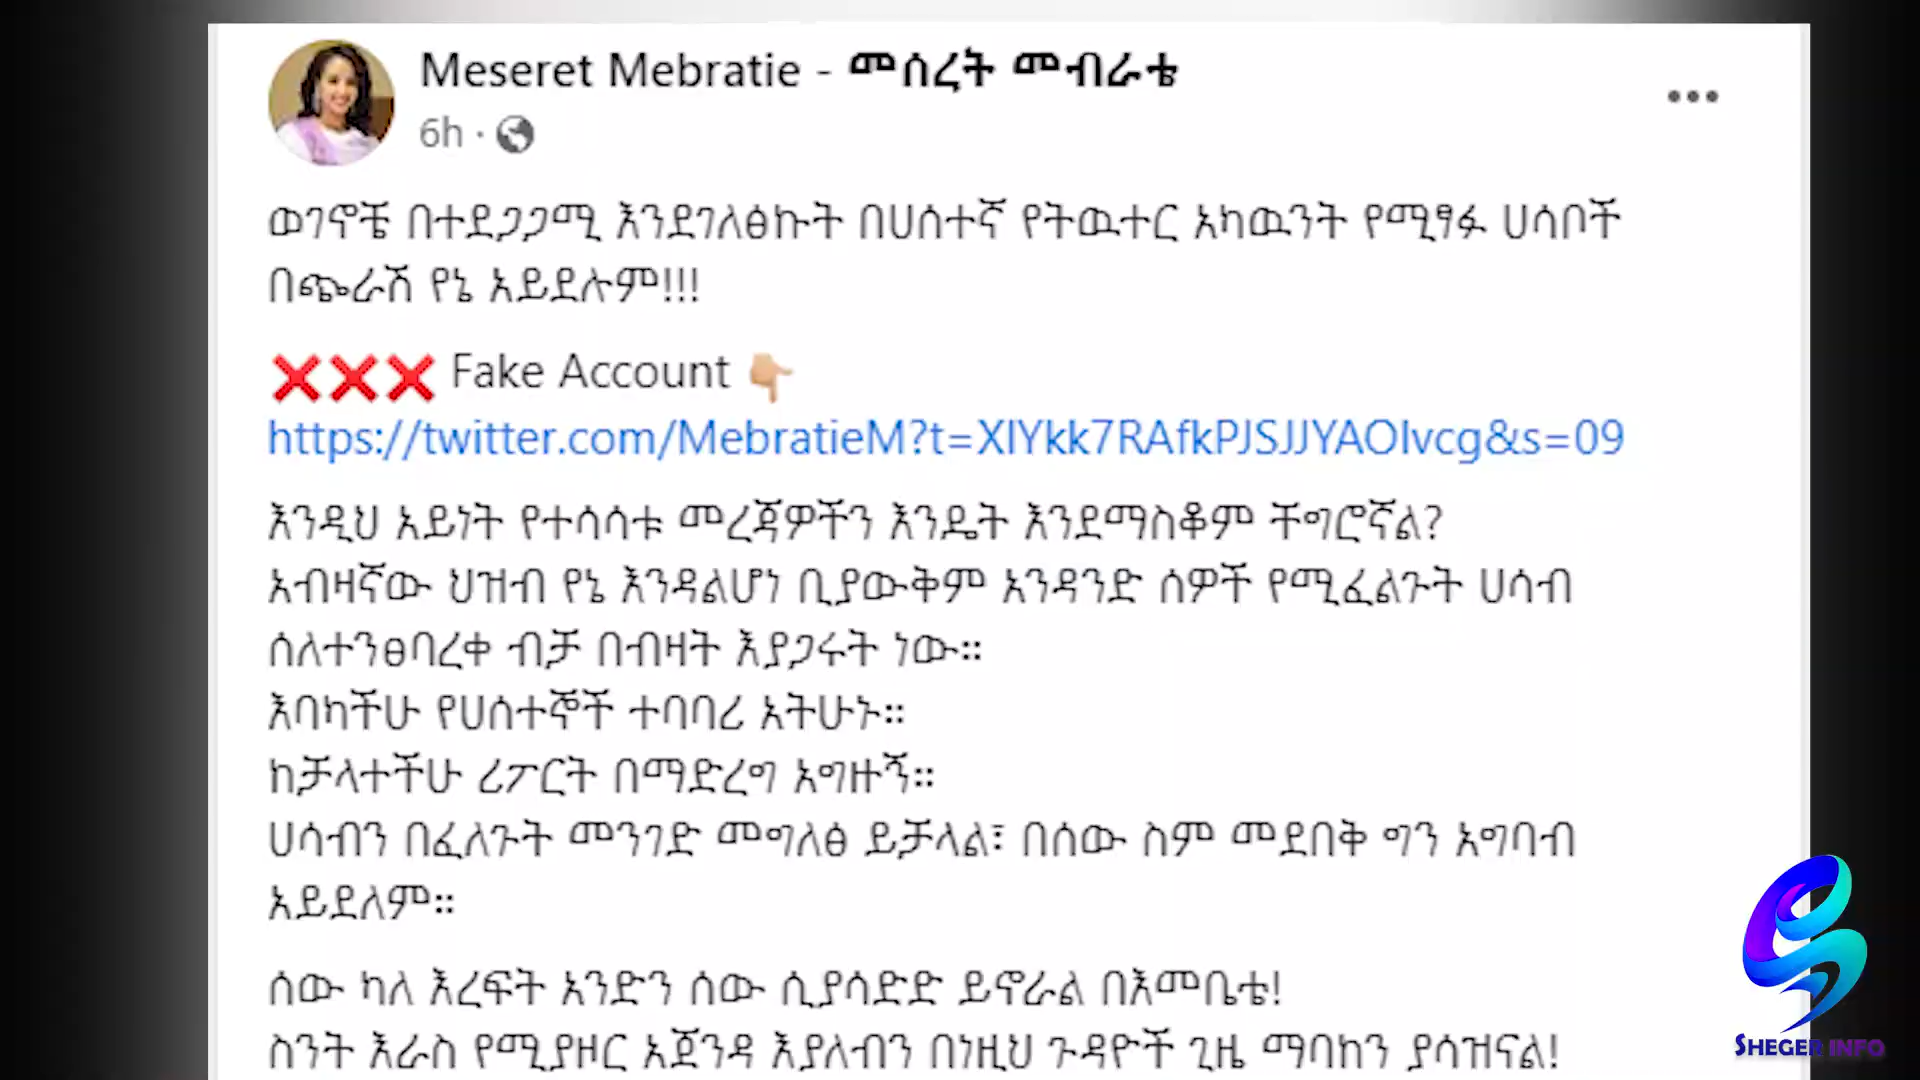 Meseret Mebratie - መሰረት መብራቴ
6h ·
ወገኖቼ በተደጋጋሚ እንደገለፅኩት በሀሰተኛ የትዉተር አካዉንት የሚፃፉ ሀሳቦች
በጭራሽ የኔ አይደሉም!!!
❌❌❌ Fake Account 👇🏼
https://twitter.com/MebratieM?t=XIYkk7RAfkPJSJJYAOIvcg&s=09
እንዲህ አይነት የተሳሳቱ መረጃዎችን እንዴት እንደማስቆም ቸግሮኛል?
አብዛኛው ህዝብ የኔ እንዳልሆነ ቢያውቅም አንዳንድ ሰዎች የሚፈልጉት ሀሳብ
ሰለተንፀባረቀ ብቻ በብዛት እያጋሩት ነው።
እባካችሁ የሀሰተኞች ተባባሪ አትሁኑ።
ከቻላተችሁ ሪፖርት በማድረግ አግዙኝ።
ሀሳብን በፈለጉት መንገድ መግለፅ ይቻላል፣ በሰው ስም መደበቅ ግን አግባብ
አይደለም።
ሰው ካለ እረፍት አንድን ሰው ሲያሳድድ ይኖራል በእመቤቴ!
ስንት እራስ የሚያዞር አጀንዳ እያለብን በነዚህ ጉዳዮች ጊዜ ማባከን ያሳዝናል!
SHEGER INFO